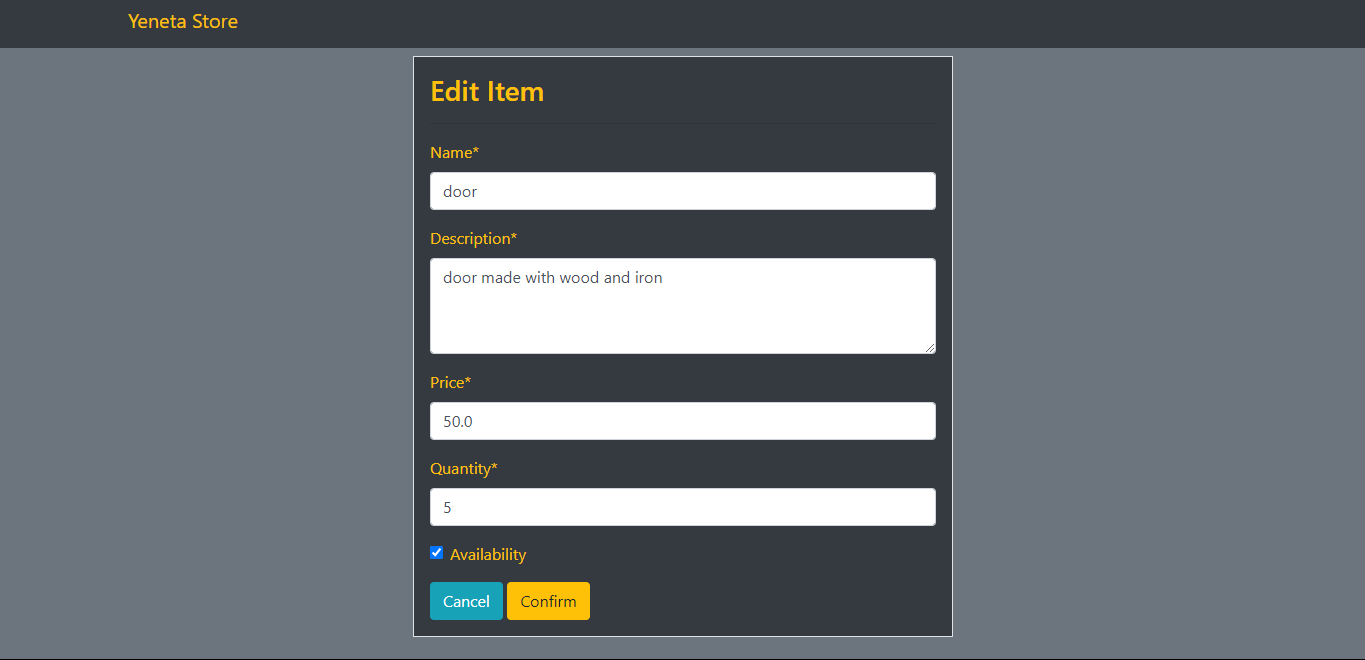 Yeneta Store
Edit Item
Name*
door
Description*
door made with wood and iron
Price*
50.0
Quantity*
5
Availability
Cancel Confirm